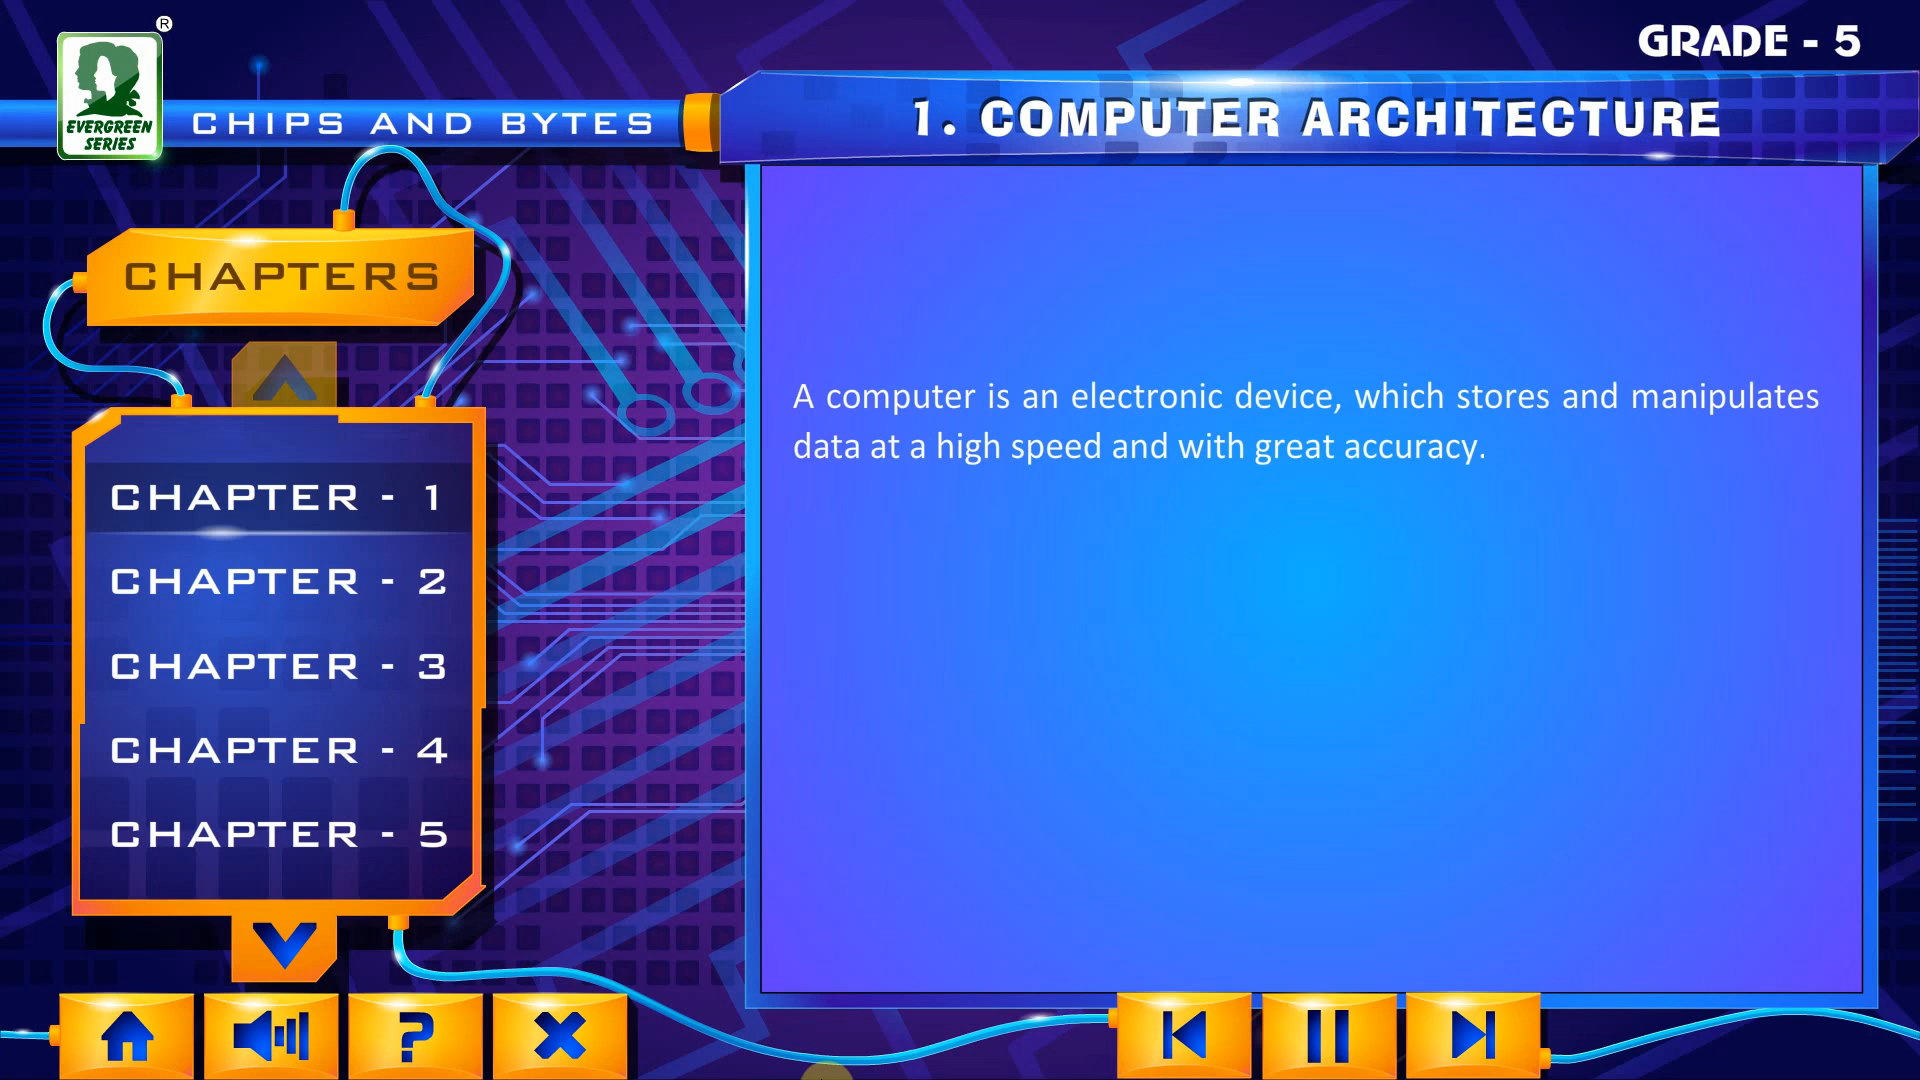 ®
GRADE - 5
EVERGREEN
SERIES
CHIPS AND BYTES
1. COMPUTER ARCHITECTURE
CHAPTERS
CHAPTER - 1
CHAPTER - 2
CHAPTER - 3
CHAPTER - 4
CHAPTER - 5
A computer is an electronic device, which stores and manipulates
data at a high speed and with great accuracy.
?